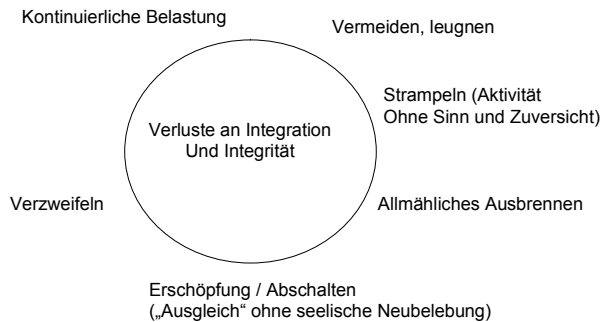 Kontinuierliche Belastung
Vermeiden, leugnen
Strampeln (Aktivität
Ohne Sinn und Zuversicht)
Verluste an Integration
Und Integrität
Verzweifeln
Allmähliches Ausbrennen
Erschöpfung / Abschalten
(„Ausgleich“ ohne seelische Neubelebung)